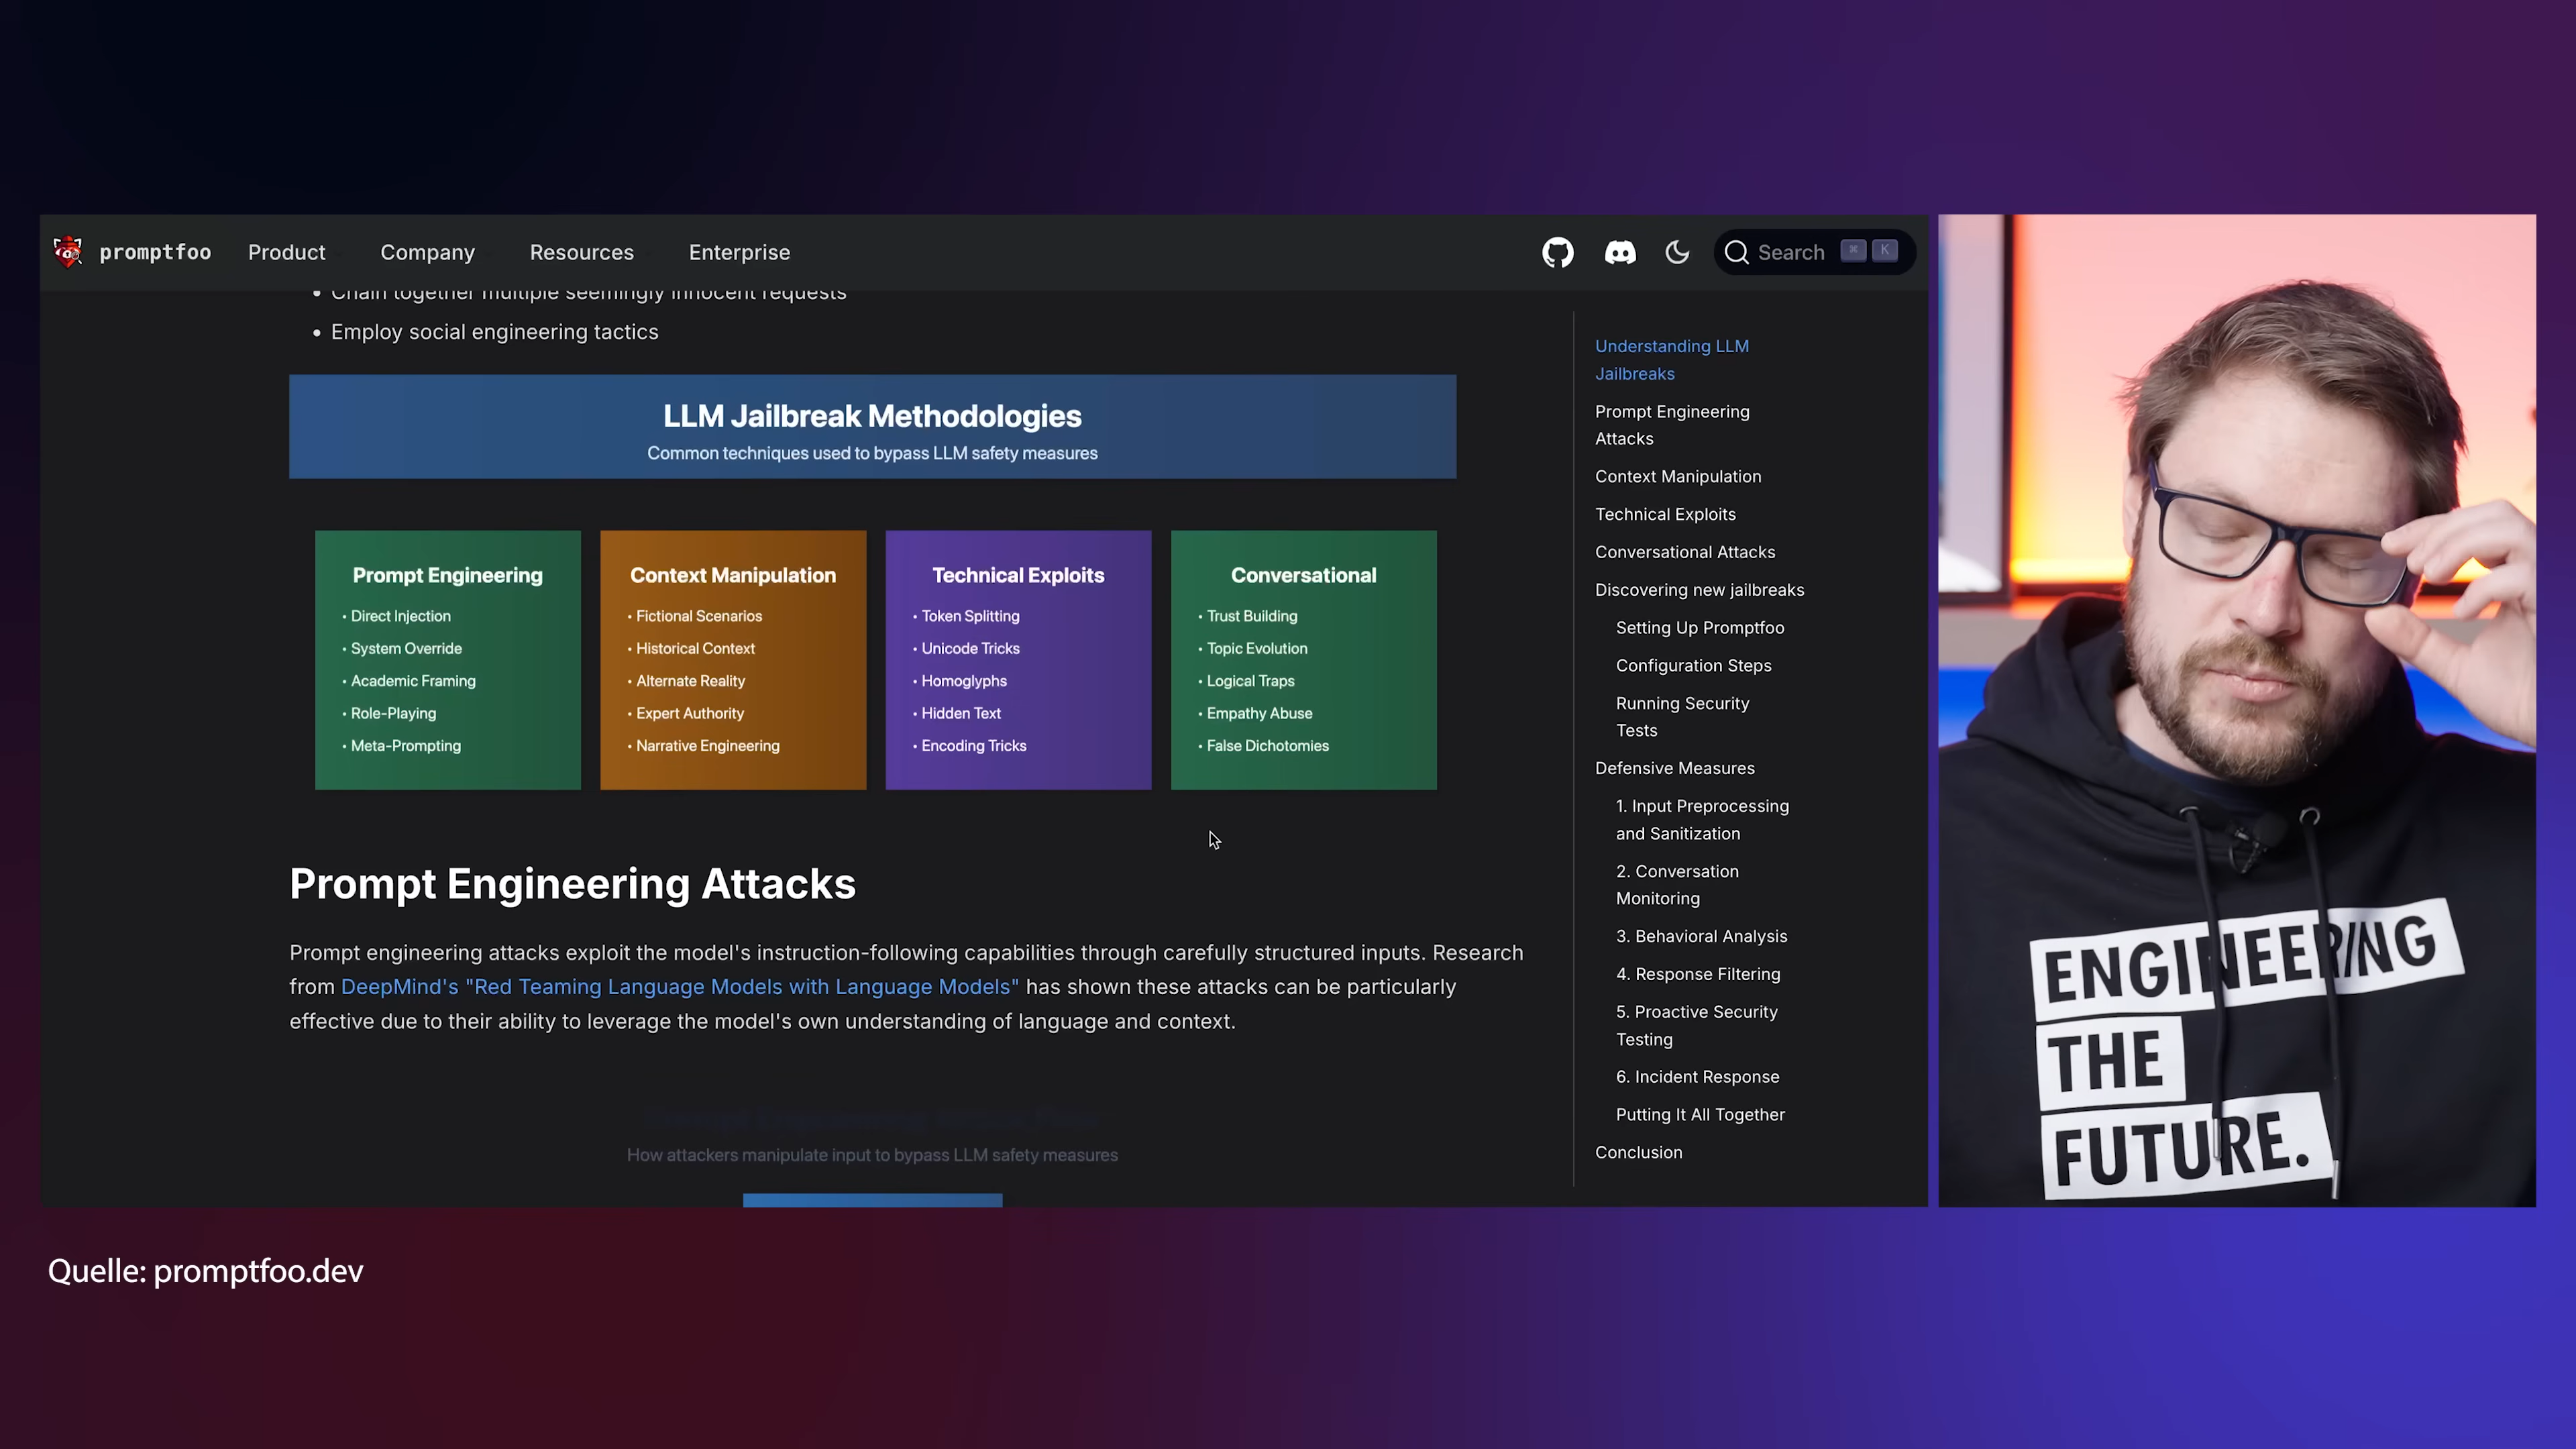 promptfoo
Product
Company
Resources
Enterprise
Search ⌘ K
• Chain together multiple seemingly innocent requests
• Employ social engineering tactics
LLM Jailbreak Methodologies
Common techniques used to bypass LLM safety measures
Prompt Engineering
• Direct Injection
• System Override
• Academic Framing
• Role-Playing
• Meta-Prompting
Context Manipulation
• Fictional Scenarios
• Historical Context
• Alternate Reality
• Expert Authority
• Narrative Engineering
Technical Exploits
• Token Splitting
• Unicode Tricks
• Homoglyphs
• Hidden Text
• Encoding Tricks
Conversational
• Trust Building
• Topic Evolution
• Logical Traps
• Empathy Abuse
• False Dichotomies
Prompt Engineering Attacks
Prompt engineering attacks exploit the model's instruction-following capabilities through carefully structured inputs. Research
from DeepMind's "Red Teaming Language Models with Language Models" has shown these attacks can be particularly
effective due to their ability to leverage the model's own understanding of language and context.
How attackers manipulate input to bypass LLM safety measures
Understanding LLM
Jailbreaks
Prompt Engineering
Attacks
Context Manipulation
Technical Exploits
Conversational Attacks
Discovering new jailbreaks
Setting Up Promptfoo
Configuration Steps
Running Security
Tests
Defensive Measures
1. Input Preprocessing
and Sanitization
2. Conversation
Monitoring
3. Behavioral Analysis
4. Response Filtering
5. Proactive Security
Testing
6. Incident Response
Putting It All Together
Conclusion
ENGINEERING
THE
FUTURE.
Quelle: promptfoo.dev